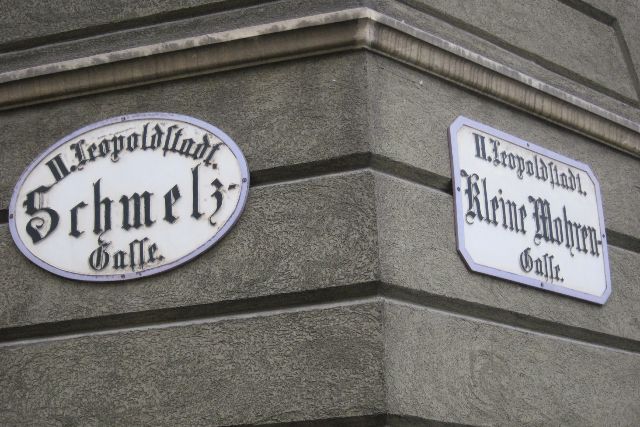 II. Leopoldstadt.
Schmelz-
Gasse.
II. Leopoldstadt.
Kleine Mohren-
Gasse.